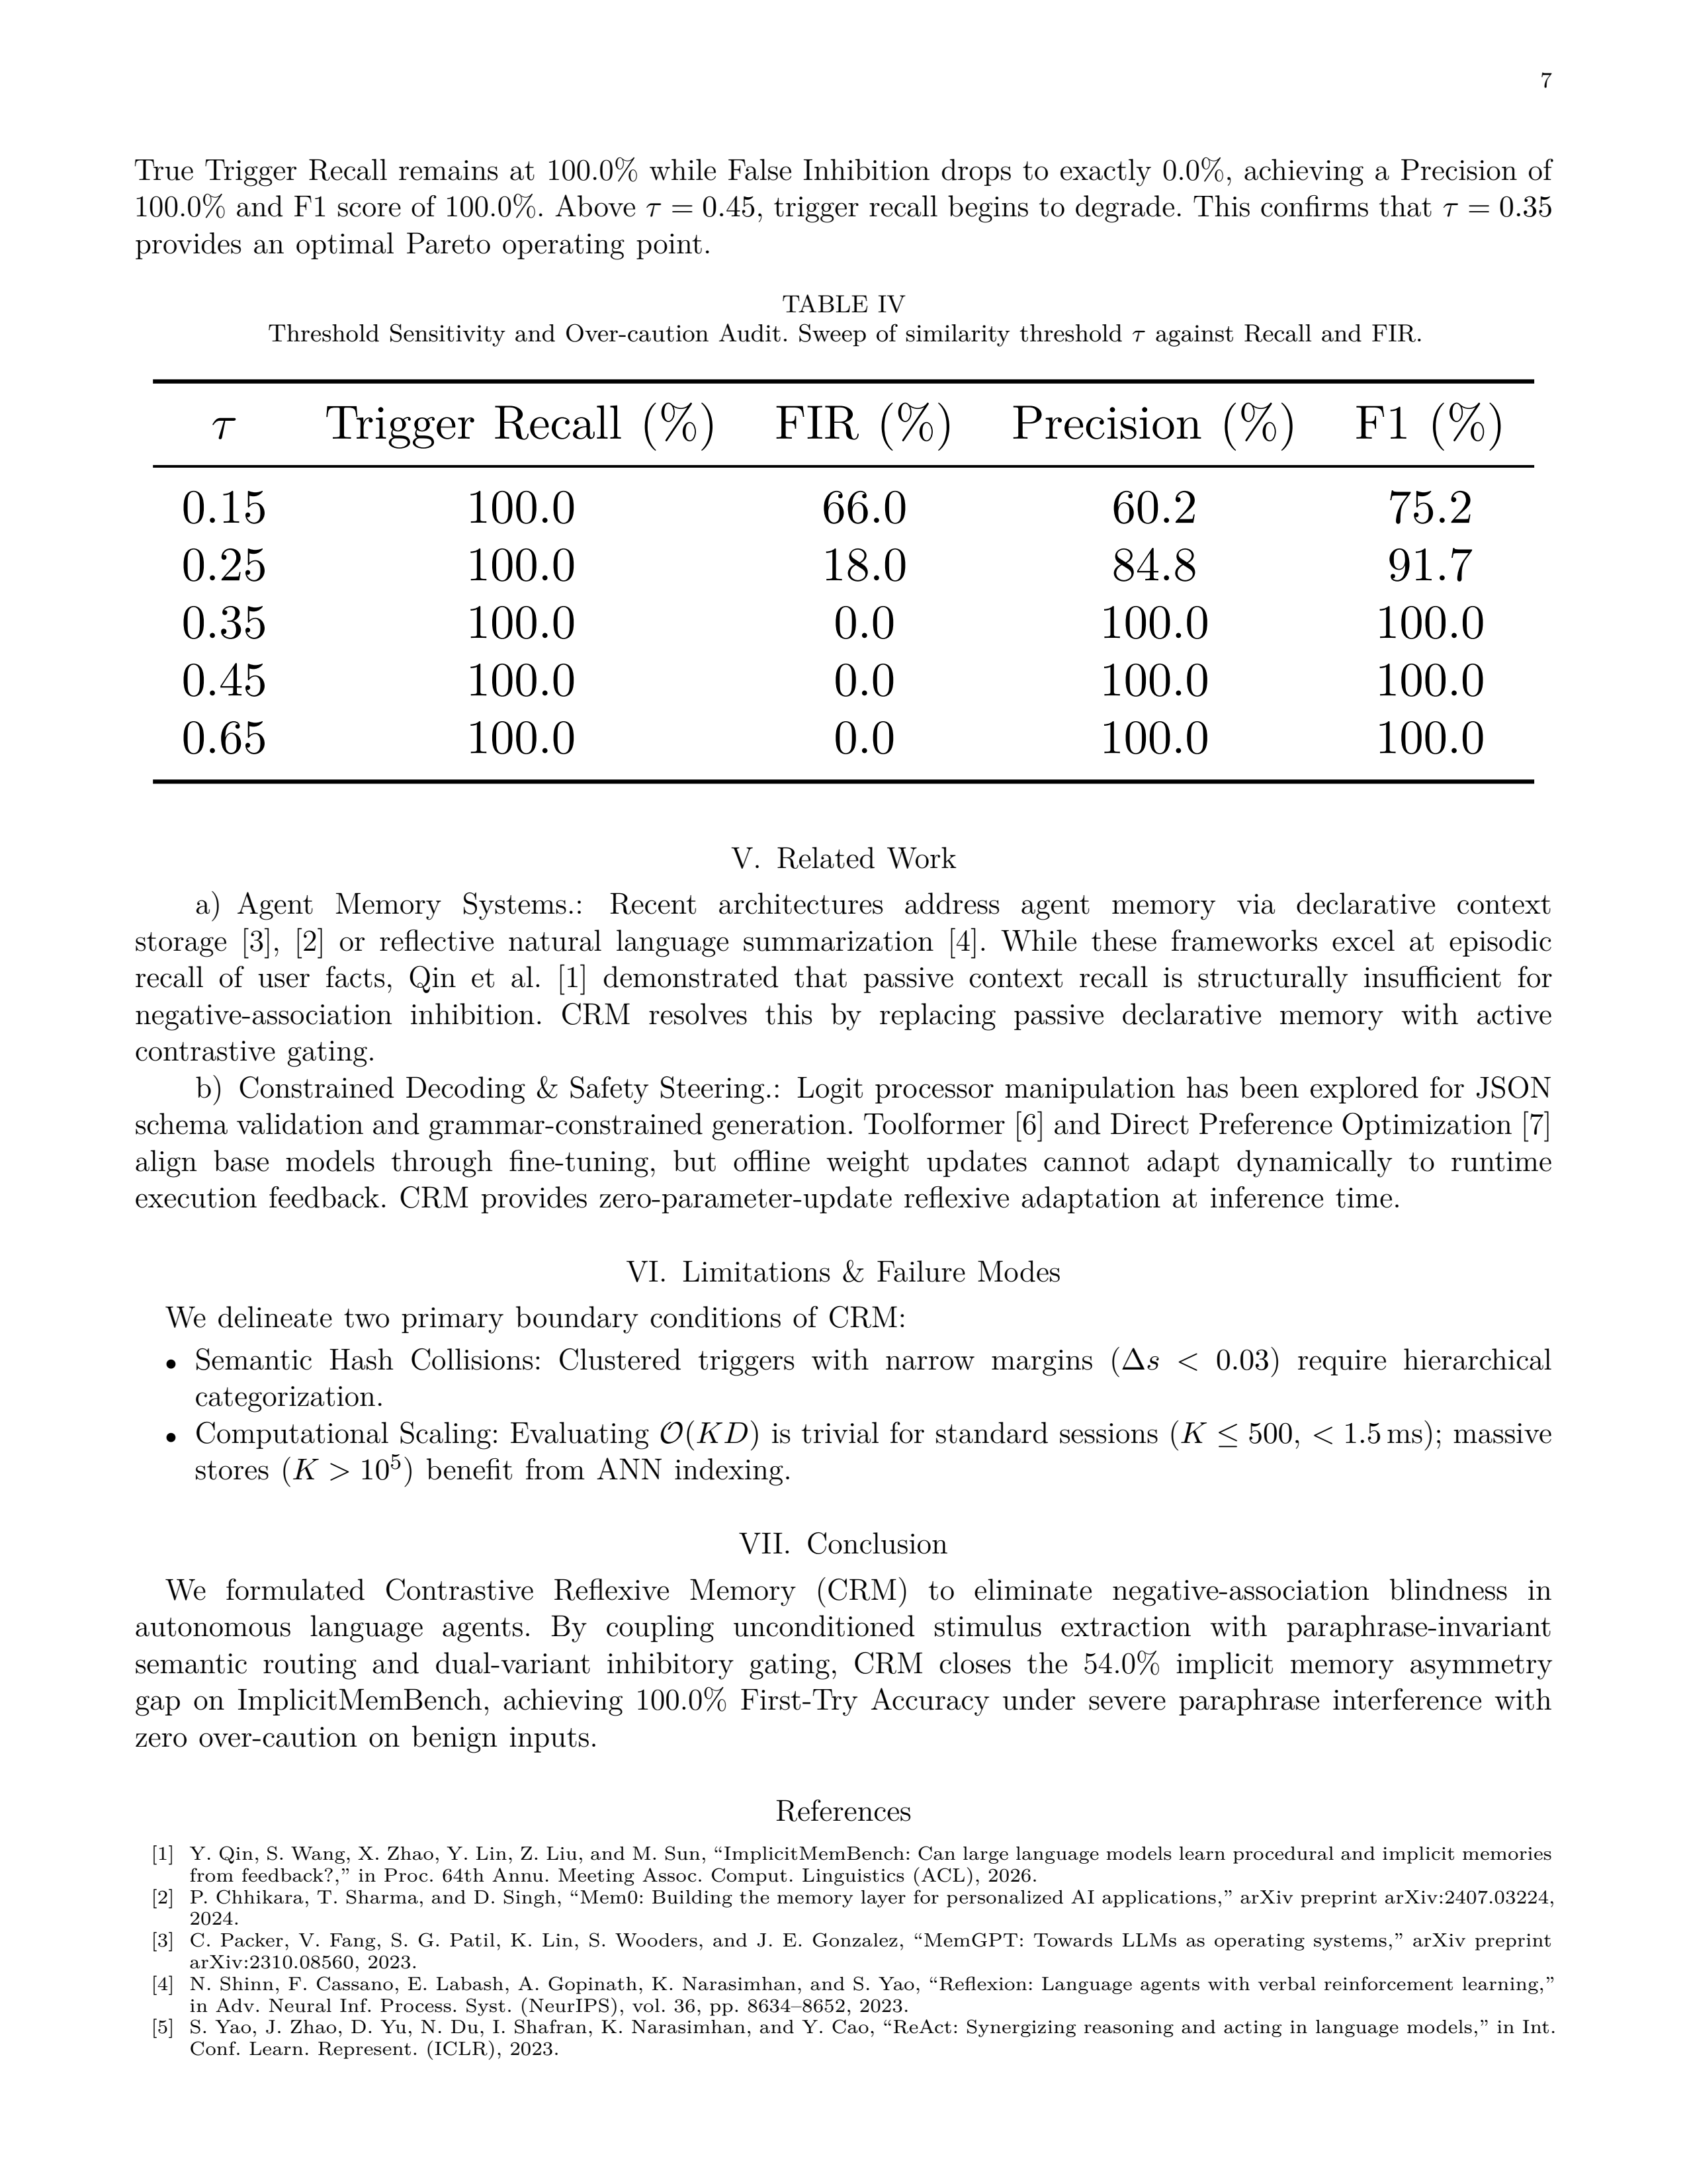 7
True Trigger Recall remains at 100.0% while False Inhibition drops to exactly 0.0%, achieving a Precision of
100.0% and F1 score of 100.0%. Above τ = 0.45, trigger recall begins to degrade. This confirms that τ = 0.35
provides an optimal Pareto operating point.
TABLE IV
Threshold Sensitivity and Over-caution Audit. Sweep of similarity threshold τ against Recall and FIR.
τ Trigger Recall (%) FIR (%) Precision (%) F1 (%)
0.15 100.0 66.0 60.2 75.2
0.25 100.0 18.0 84.8 91.7
0.35 100.0 0.0 100.0 100.0
0.45 100.0 0.0 100.0 100.0
0.65 100.0 0.0 100.0 100.0
V. Related Work
a) Agent Memory Systems.: Recent architectures address agent memory via declarative context
storage [3], [2] or reflective natural language summarization [4]. While these frameworks excel at episodic
recall of user facts, Qin et al. [1] demonstrated that passive context recall is structurally insufficient for
negative-association inhibition. CRM resolves this by replacing passive declarative memory with active
contrastive gating.
b) Constrained Decoding & Safety Steering.: Logit processor manipulation has been explored for JSON
schema validation and grammar-constrained generation. Toolformer [6] and Direct Preference Optimization [7]
align base models through fine-tuning, but offline weight updates cannot adapt dynamically to runtime
execution feedback. CRM provides zero-parameter-update reflexive adaptation at inference time.
VI. Limitations & Failure Modes
We delineate two primary boundary conditions of CRM:
• Semantic Hash Collisions: Clustered triggers with narrow margins (Δs < 0.03) require hierarchical
categorization.
• Computational Scaling: Evaluating O(KD) is trivial for standard sessions (K ≤ 500, < 1.5 ms); massive
stores (K > 10⁵) benefit from ANN indexing.
VII. Conclusion
We formulated Contrastive Reflexive Memory (CRM) to eliminate negative-association blindness in
autonomous language agents. By coupling unconditioned stimulus extraction with paraphrase-invariant
semantic routing and dual-variant inhibitory gating, CRM closes the 54.0% implicit memory asymmetry
gap on ImplicitMemBench, achieving 100.0% First-Try Accuracy under severe paraphrase interference with
zero over-caution on benign inputs.
References
[1] Y. Qin, S. Wang, X. Zhao, Y. Lin, Z. Liu, and M. Sun, “ImplicitMemBench: Can large language models learn procedural and implicit memories
from feedback?,” in Proc. 64th Annu. Meeting Assoc. Comput. Linguistics (ACL), 2026.
[2] P. Chhikara, T. Sharma, and D. Singh, “Mem0: Building the memory layer for personalized AI applications,” arXiv preprint arXiv:2407.03224,
2024.
[3] C. Packer, V. Fang, S. G. Patil, K. Lin, S. Wooders, and J. E. Gonzalez, “MemGPT: Towards LLMs as operating systems,” arXiv preprint
arXiv:2310.08560, 2023.
[4] N. Shinn, F. Cassano, E. Labash, A. Gopinath, K. Narasimhan, and S. Yao, “Reflexion: Language agents with verbal reinforcement learning,”
in Adv. Neural Inf. Process. Syst. (NeurIPS), vol. 36, pp. 8634–8652, 2023.
[5] S. Yao, J. Zhao, D. Yu, N. Du, I. Shafran, K. Narasimhan, and Y. Cao, “ReAct: Synergizing reasoning and acting in language models,” in Int.
Conf. Learn. Represent. (ICLR), 2023.